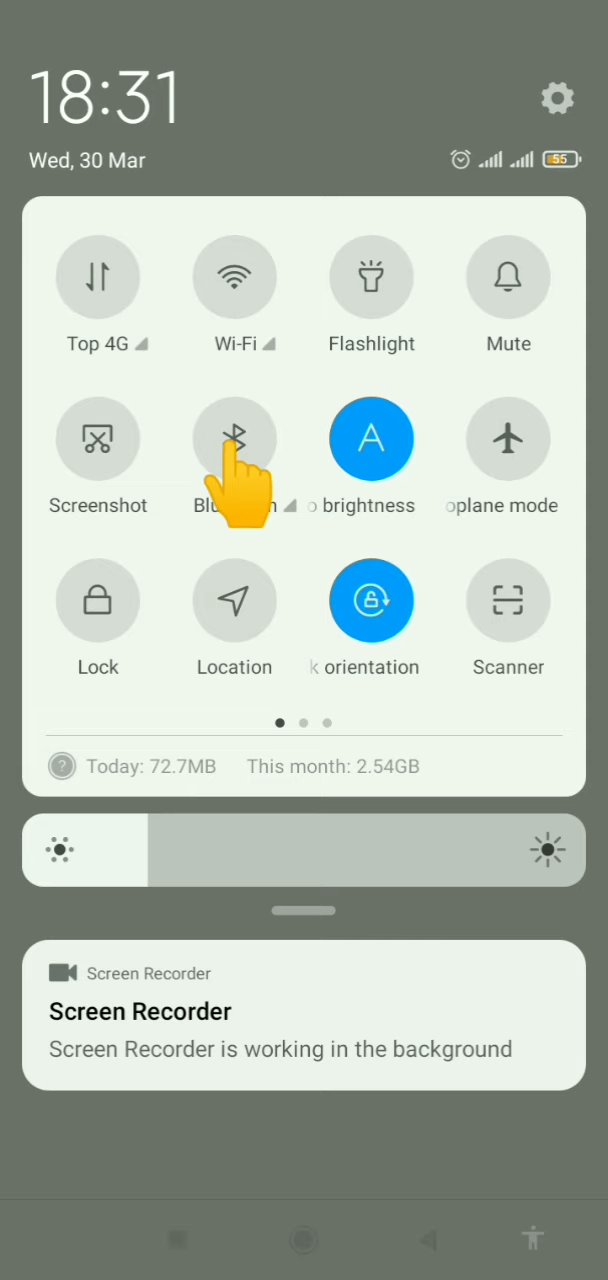 18:31
Wed, 30 Mar
55
Top 4G
Wi-Fi
Flashlight
Mute
Screenshot
o brightness
oplane mode
Lock
Location
k orientation
Scanner
Today: 72.7MB
This month: 2.54GB
Screen Recorder
Screen Recorder
Screen Recorder is working in the background